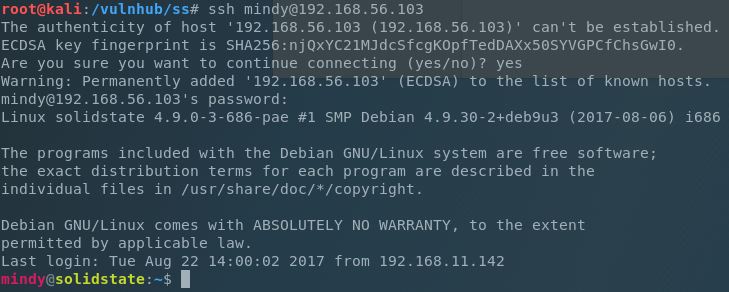 root@kali:/vulnhub/ss# ssh mindy@192.168.56.103
The authenticity of host '192.168.56.103 (192.168.56.103)' can't be established.
ECDSA key fingerprint is SHA256:njQxYC21MJdcSfcgKOpfTedDAXx50SYVGPCfChsGwI0.
Are you sure you want to continue connecting (yes/no)? yes
Warning: Permanently added '192.168.56.103' (ECDSA) to the list of known hosts.
mindy@192.168.56.103's password:
Linux solidstate 4.9.0-3-686-pae #1 SMP Debian 4.9.30-2+deb9u3 (2017-08-06) i686
The programs included with the Debian GNU/Linux system are free software;
the exact distribution terms for each program are described in the
individual files in /usr/share/doc/*/copyright.
Debian GNU/Linux comes with ABSOLUTELY NO WARRANTY, to the extent
permitted by applicable law.
Last login: Tue Aug 22 14:00:02 2017 from 192.168.11.142
mindy@solidstate:~$